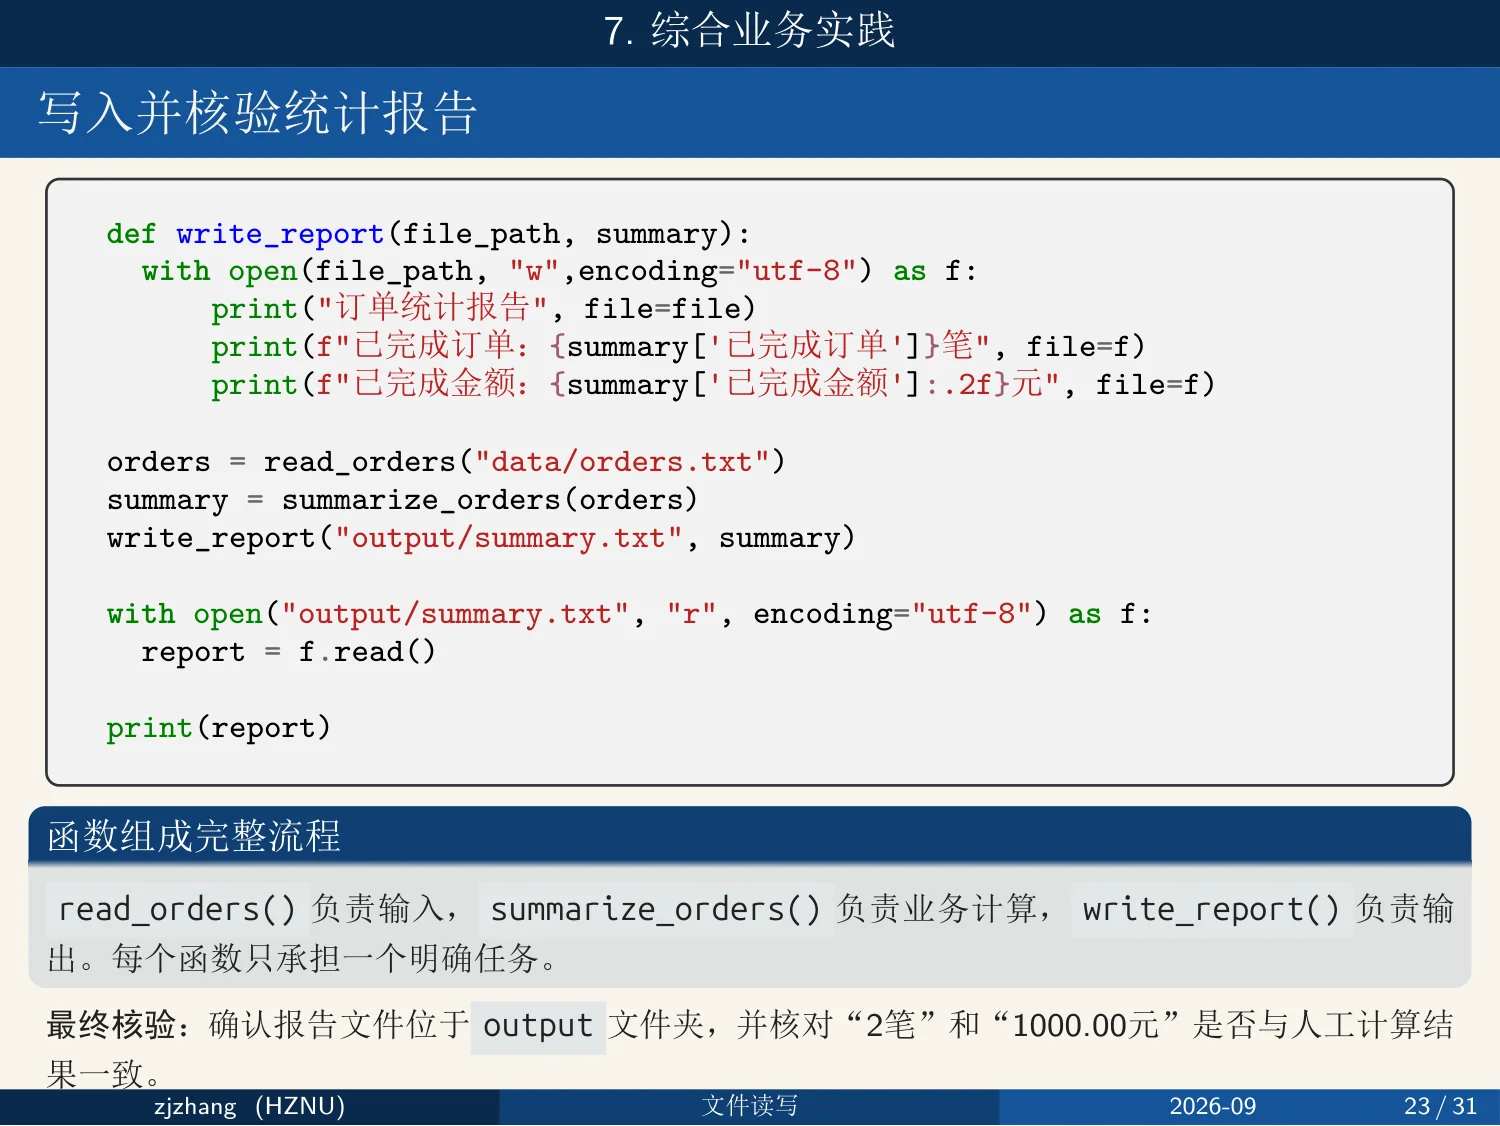 7. 综合业务实践
写入并核验统计报告
def write_report(file_path, summary):
  with open(file_path, "w",encoding="utf-8") as f:
      print("订单统计报告", file=file)
      print(f"已完成订单：{summary['已完成订单']}笔", file=f)
      print(f"已完成金额：{summary['已完成金额']:.2f}元", file=f)
orders = read_orders("data/orders.txt")
summary = summarize_orders(orders)
write_report("output/summary.txt", summary)
with open("output/summary.txt", "r", encoding="utf-8") as f:
  report = f.read()
print(report)
函数组成完整流程
read_orders() 负责输入， summarize_orders() 负责业务计算， write_report() 负责输
出。每个函数只承担一个明确任务。
最终核验：确认报告文件位于 output 文件夹，并核对“2笔”和“1000.00元”是否与人工计算结
果一致。
zjzhang (HZNU) 文件读写 2026-09 23 / 31